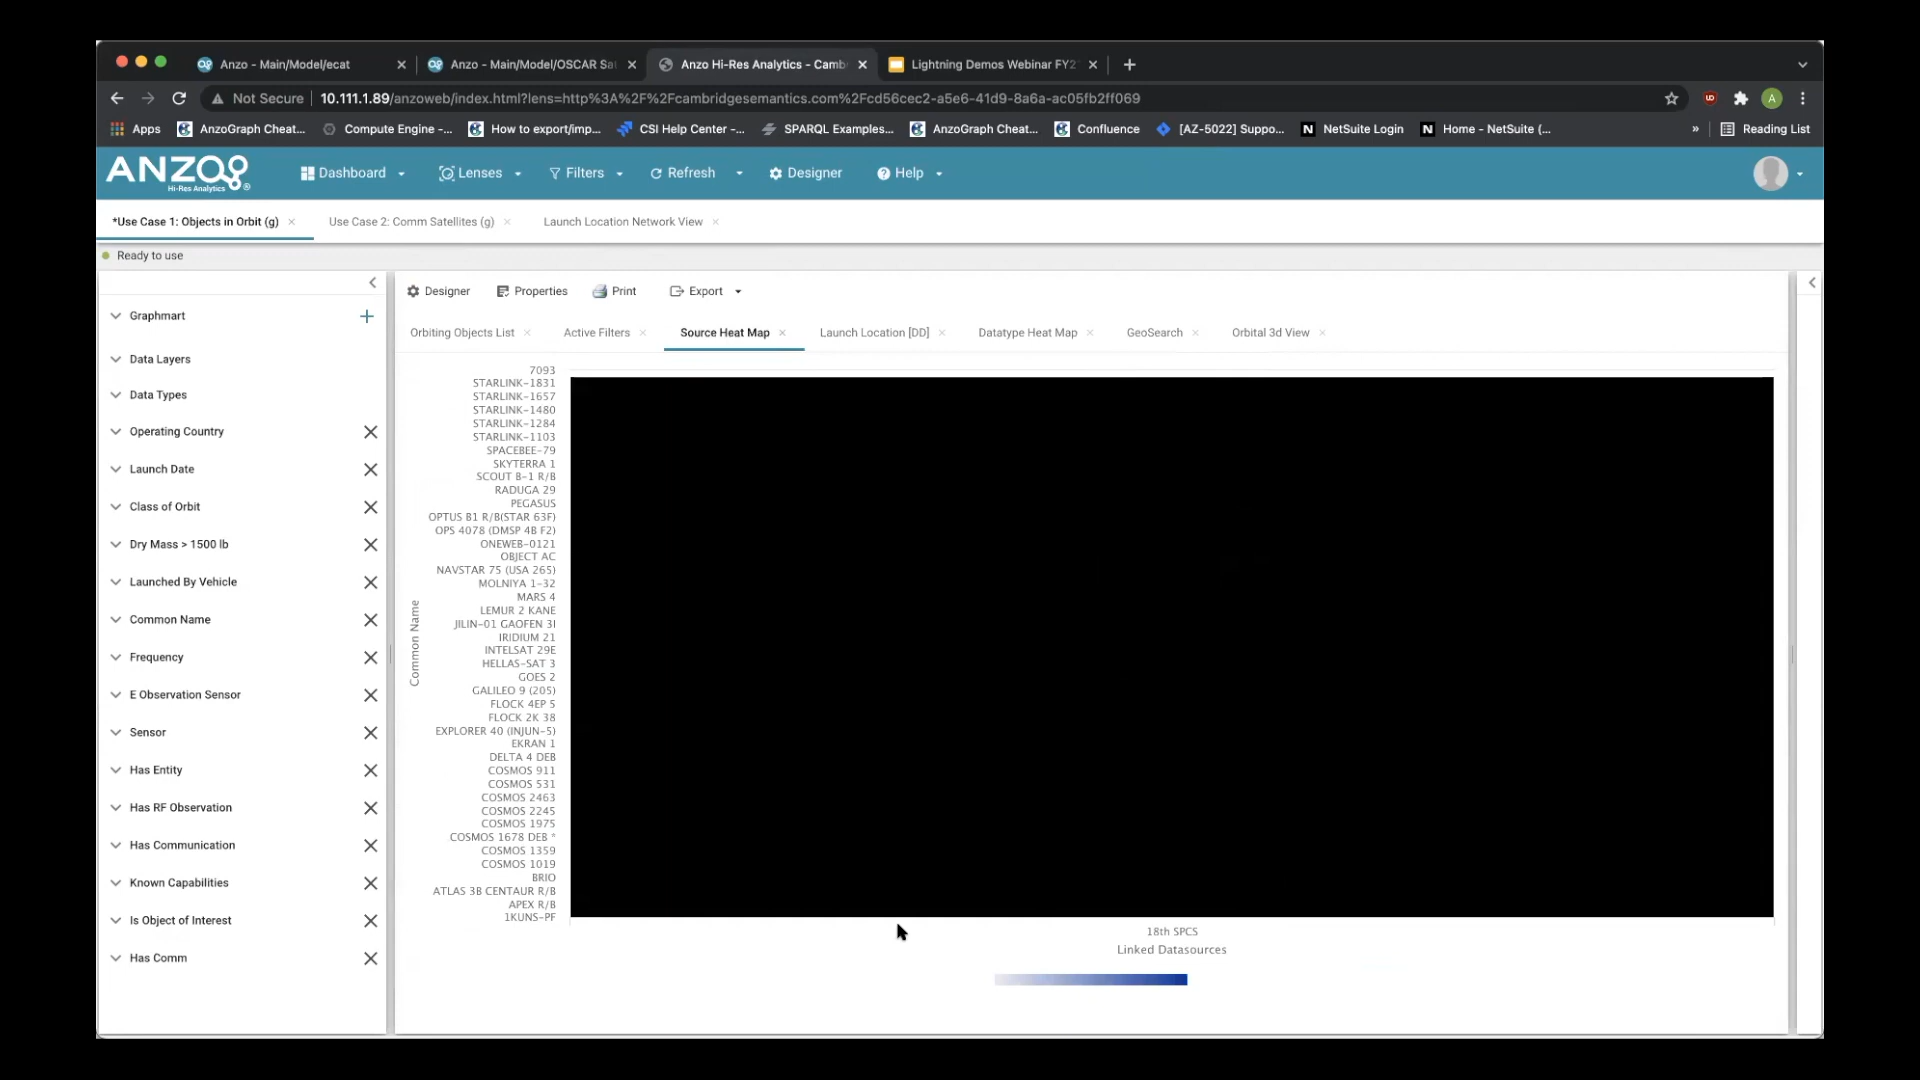 Anzo - Main/Model/ecat
Anzo - Main/Model/OSCAR Sa
Anzo Hi-Res Analytics - Camb
Lightning Demos Webinar FY2
Not Secure
10.111.1.89/anzoweb/index.html?lens=http%3A%2F%2Fcambridgesemantics.com%2Fcd56cec2-a5e6-41d9-8a6a-ac05fb2ff069
A
Apps
AnzoGraph Cheat...
Compute Engine -...
How to export/imp...
CSI Help Center -...
SPARQL Examples...
AnzoGraph Cheat...
Confluence
[AZ-5022] Suppo...
NetSuite Login
Home - NetSuite (...
»
Reading List
ANZO
Hi-Res Analytics
Dashboard
Lenses
Filters
Refresh
Designer
Help
*Use Case 1: Objects in Orbit (g)
Use Case 2: Comm Satellites (g)
Launch Location Network View
Ready to use
Graphmart
Data Layers
Data Types
Operating Country
Launch Date
Class of Orbit
Dry Mass > 1500 lb
Launched By Vehicle
Common Name
Frequency
E Observation Sensor
Sensor
Has Entity
Has RF Observation
Has Communication
Known Capabilities
Is Object of Interest
Has Comm
Designer
Properties
Print
Export
Orbiting Objects List
Active Filters
Source Heat Map
Launch Location [DD]
Datatype Heat Map
GeoSearch
Orbital 3d View
Common Name
7093
STARLINK-1831
STARLINK-1657
STARLINK-1480
STARLINK-1284
STARLINK-1103
SPACEBEE-79
SKYTERRA 1
SCOUT B-1 R/B
RADUGA 29
PEGASUS
OPTUS B1 R/B(STAR 63F)
OPS 4078 (DMSP 4B F2)
ONEWEB-0121
OBJECT AC
NAVSTAR 75 (USA 265)
MOLNIYA 1-32
MARS 4
LEMUR 2 KANE
JILIN-01 GAOFEN 3I
IRIDIUM 21
INTELSAT 29E
HELLAS-SAT 3
GOES 2
GALILEO 9 (205)
FLOCK 4EP 5
FLOCK 2K 38
EXPLORER 40 (INJUN-5)
EKRAN 1
DELTA 4 DEB
COSMOS 911
COSMOS 531
COSMOS 2463
COSMOS 2245
COSMOS 1975
COSMOS 1678 DEB *
COSMOS 1359
COSMOS 1019
BRIO
ATLAS 3B CENTAUR R/B
APEX R/B
1KUNS-PF
18th SPCS
Linked Datasources